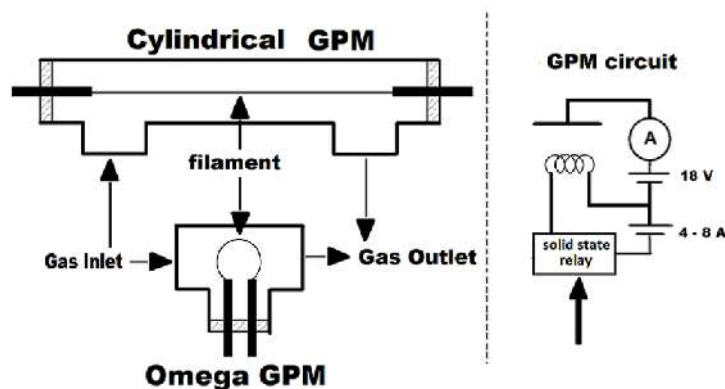 Cylindrical GPM
filament
Gas Inlet
Gas Outlet
Omega GPM
GPM circuit
A
18 V
4 - 8 A
solid state
relay